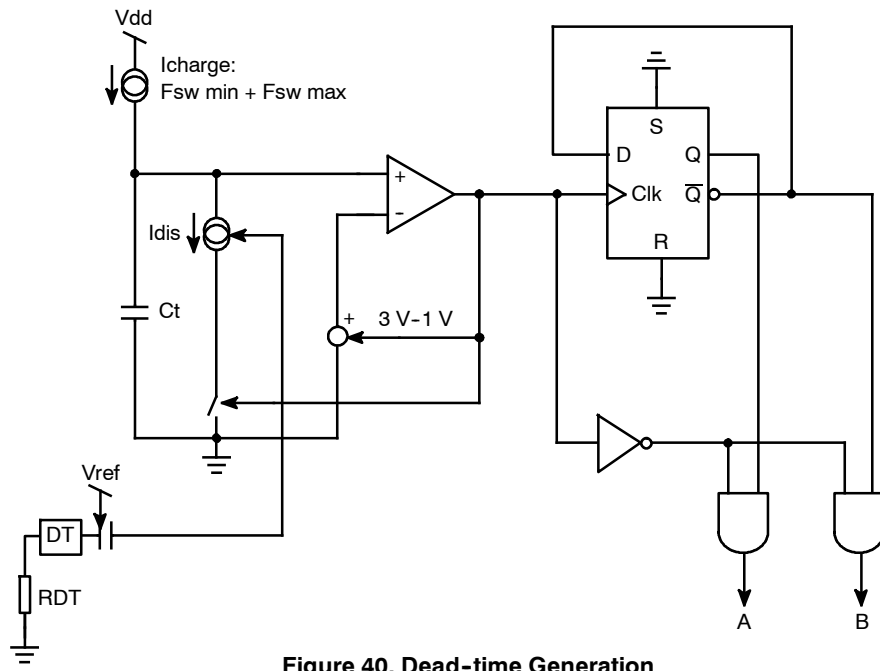 Vdd
Icharge:
Fsw min + Fsw max
S
D
Q
+
Clk
Q̅
-
Idis
R
Ct
+
3 V-1 V
Vref
DT
RDT
A
B
Figure 40. Dead-time Generation